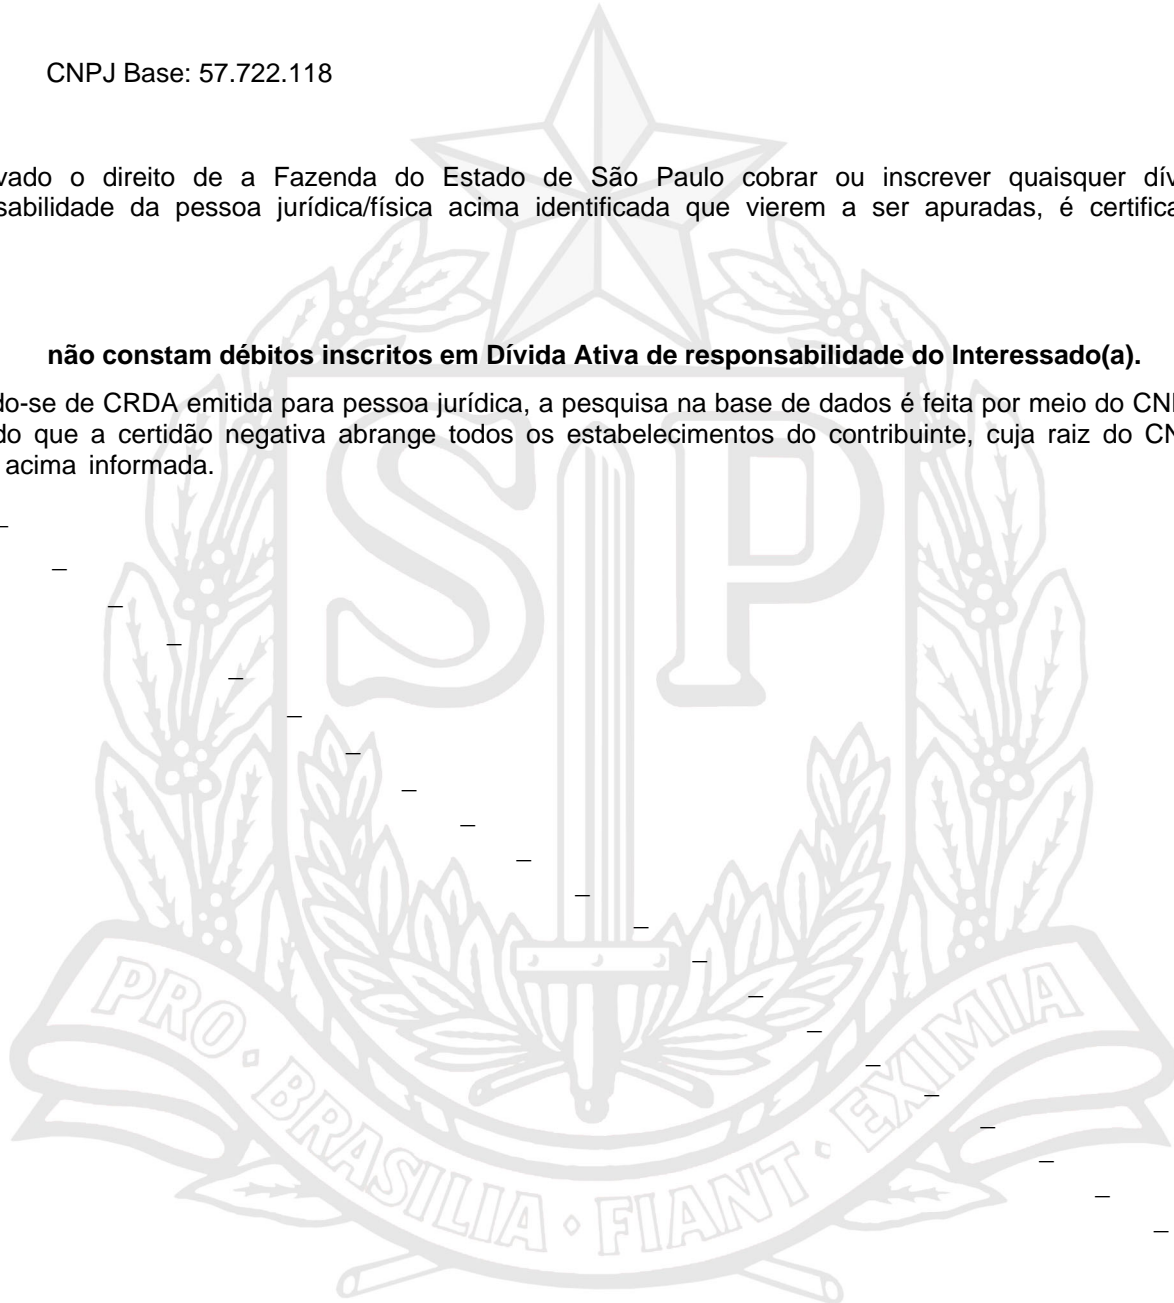 CNPJ Base: 57.722.118
vado o direito de a Fazenda do Estado de São Paulo cobrar ou inscrever quaisquer dív
sabilidade da pessoa jurídica/física acima identificada que vierem a ser apuradas, é certifica
não constam débitos inscritos em Dívida Ativa de responsabilidade do Interessado(a).
do-se de CRDA emitida para pessoa jurídica, a pesquisa na base de dados é feita por meio do CN
do que a certidão negativa abrange todos os estabelecimentos do contribuinte, cuja raiz do CN
acima informada.
SP
PRO BRASILIA FIANT EXIMIA